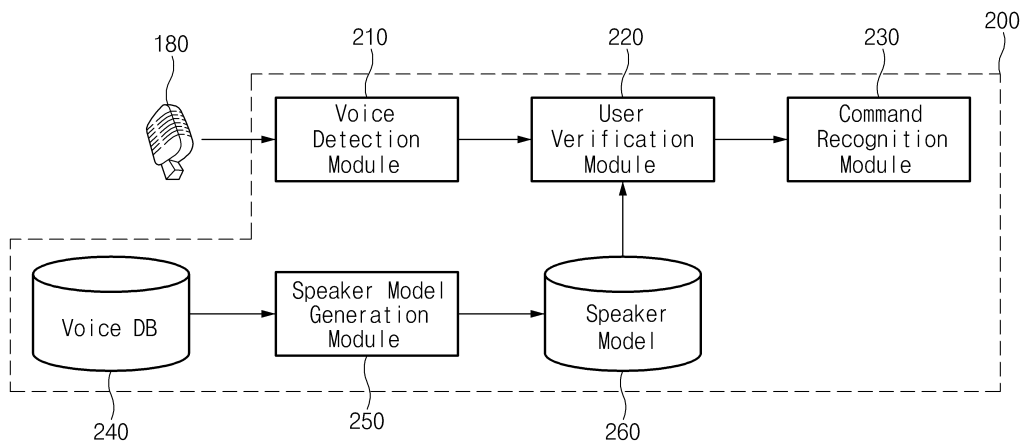 200
180
210
220
230
Voice
Detection
Module
User
Verification
Module
Command
Recognition
Module
Voice DB
Speaker Model
Generation
Module
Speaker
Model
240
250
260